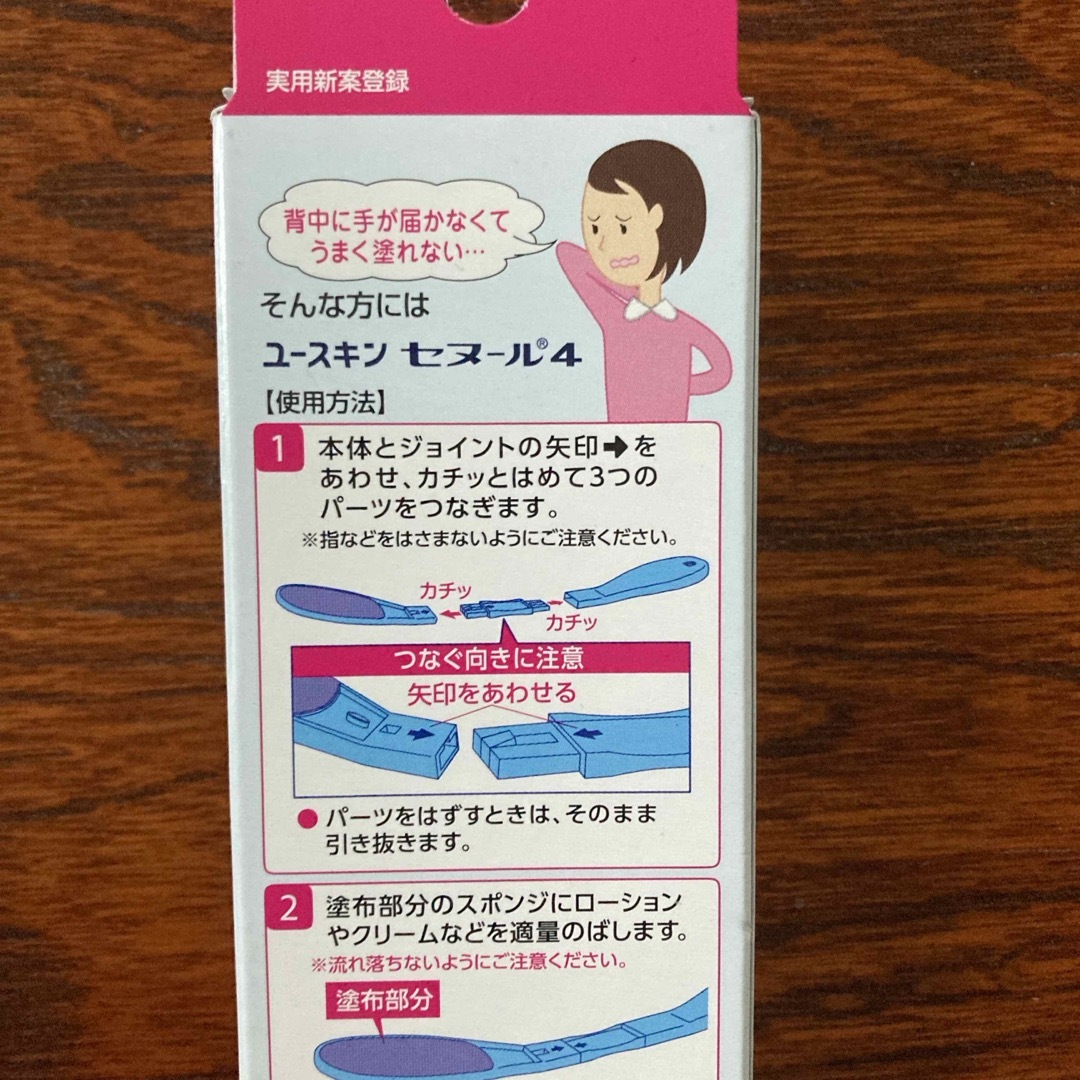 実用新案登録
背中に手が届かなくて
うまく塗れない…
そんな方には
ユースキン セヌール®4
【使用方法】
1 本体とジョイントの矢印➡を
あわせ、カチッとはめて3つの
パーツをつなぎます。
※指などをはさまないようにご注意ください。
カチッ
カチッ
つなぐ向きに注意
矢印をあわせる
● パーツをはずすときは、そのまま
引き抜きます。
2 塗布部分のスポンジにローション
やクリームなどを適量のばします。
※流れ落ちないようにご注意ください。
塗布部分